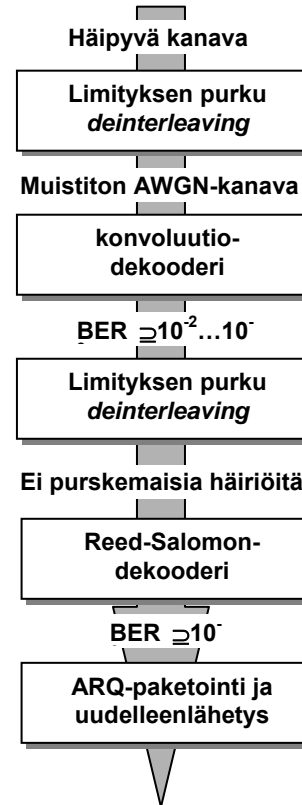 Häipyvä kanava
Limityksen purku
deinterleaving
Muistiton AWGN-kanava
konvoluutio-
dekooderi
BER ⊇10⁻²…10⁻
Limityksen purku
deinterleaving
Ei purskemaisia häiriöitä
Reed-Salomon-
dekooderi
BER ⊇10⁻
ARQ-paketointi ja
uudelleenlähetys